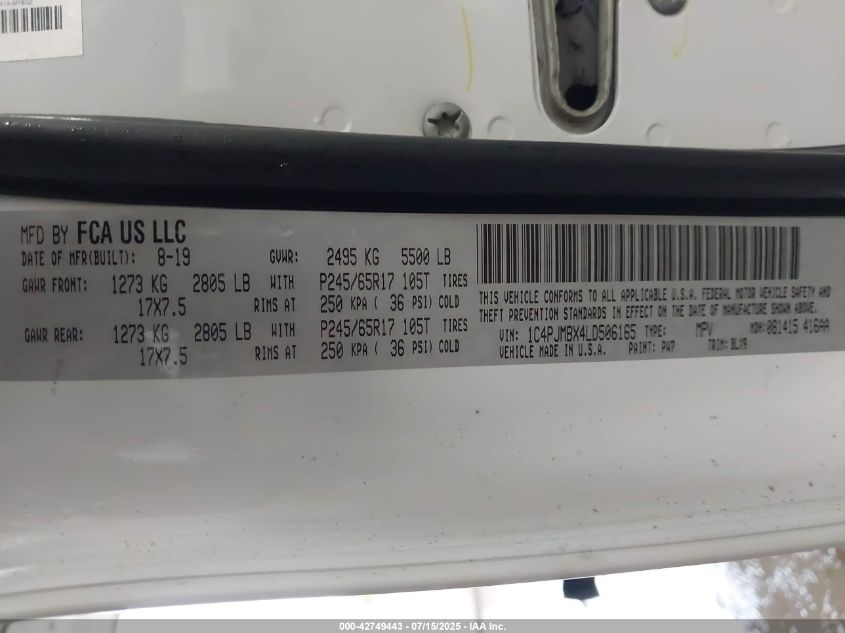 MFD BY FCA US LLC
DATE OF MFR(BUILT): 8-19 GVWR: 2495 KG 5500 LB
GAWR FRONT: 1273 KG 2805 LB WITH P245/65R17 105T TIRES
17X7.5 RIMS AT 250 KPA ( 36 PSI) COLD
GAWR REAR: 1273 KG 2805 LB WITH P245/65R17 105T TIRES
17X7.5 RIMS AT 250 KPA ( 36 PSI) COLD
THIS VEHICLE CONFORMS TO ALL APPLICABLE U.S.A. FEDERAL MOTOR VEHICLE SAFETY AND
THEFT PREVENTION STANDARDS IN EFFECT ON THE DATE OF MANUFACTURE SHOWN ABOVE.
VIN: 1C4PJMBX4LD506165 TYPE: MPV MDH: 081415 416AA
VEHICLE MADE IN U.S.A. PAINT: PW7 TRIM: BLX9
000-42749443 / 07/15/2025 - IAA Inc.